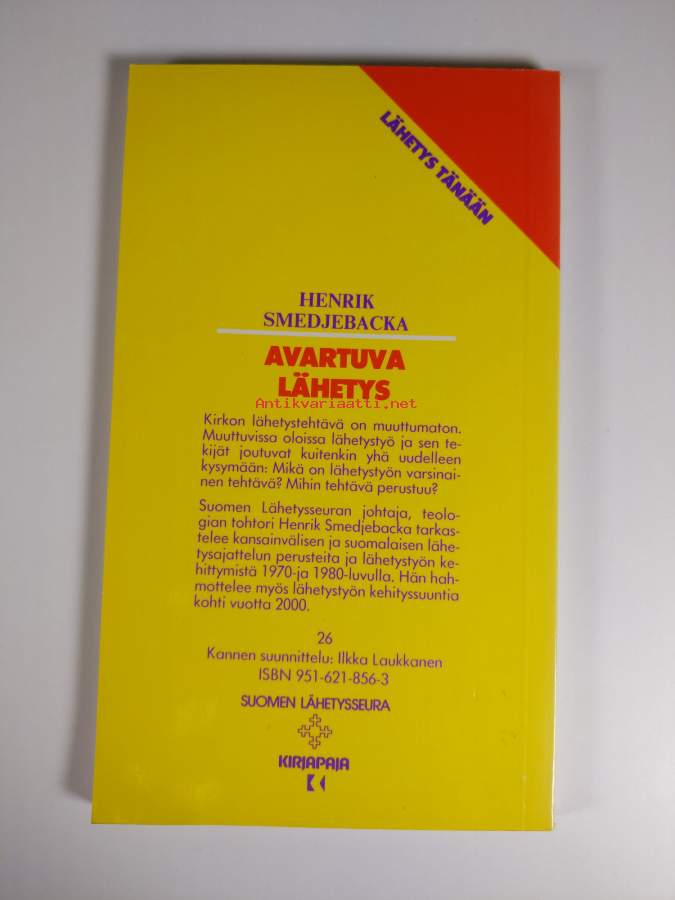 LÄHETYS TÄNÄÄN
HENRIK
SMEDJEBACKA
AVARTUVA
LÄHETYS
Antikvariaatti.net
Kirkon lähetystehtävä on muuttumaton.
Muuttuvissa oloissa lähetystyö ja sen te-
kijät joutuvat kuitenkin yhä uudelleen
kysymään: Mikä on lähetystyön varsinai-
nen tehtävä? Mihin tehtävä perustuu?
Suomen Lähetysseuran johtaja, teolo-
gian tohtori Henrik Smedjebacka tarkas-
telee kansainvälisen ja suomalaisen lähe-
tysajattelun perusteita ja lähetystyön ke-
hittymistä 1970-ja 1980-luvulla. Hän hah-
mottelee myös lähetystyön kehityssuuntia
kohti vuotta 2000.
26
Kannen suunnittelu: Ilkka Laukkanen
ISBN 951-621-856-3
SUOMEN LÄHETYSSEURA
KIRJAPAJA